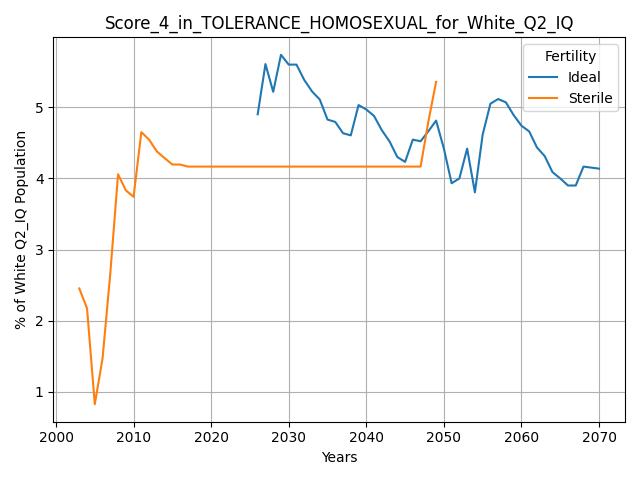 Score_4_in_TOLERANCE_HOMOSEXUAL_for_White_Q2_IQ
Fertility
Ideal
Sterile
% of White Q2_IQ Population
5
4
3
2
1
2000 2010 2020 2030 2040 2050 2060 2070
Years